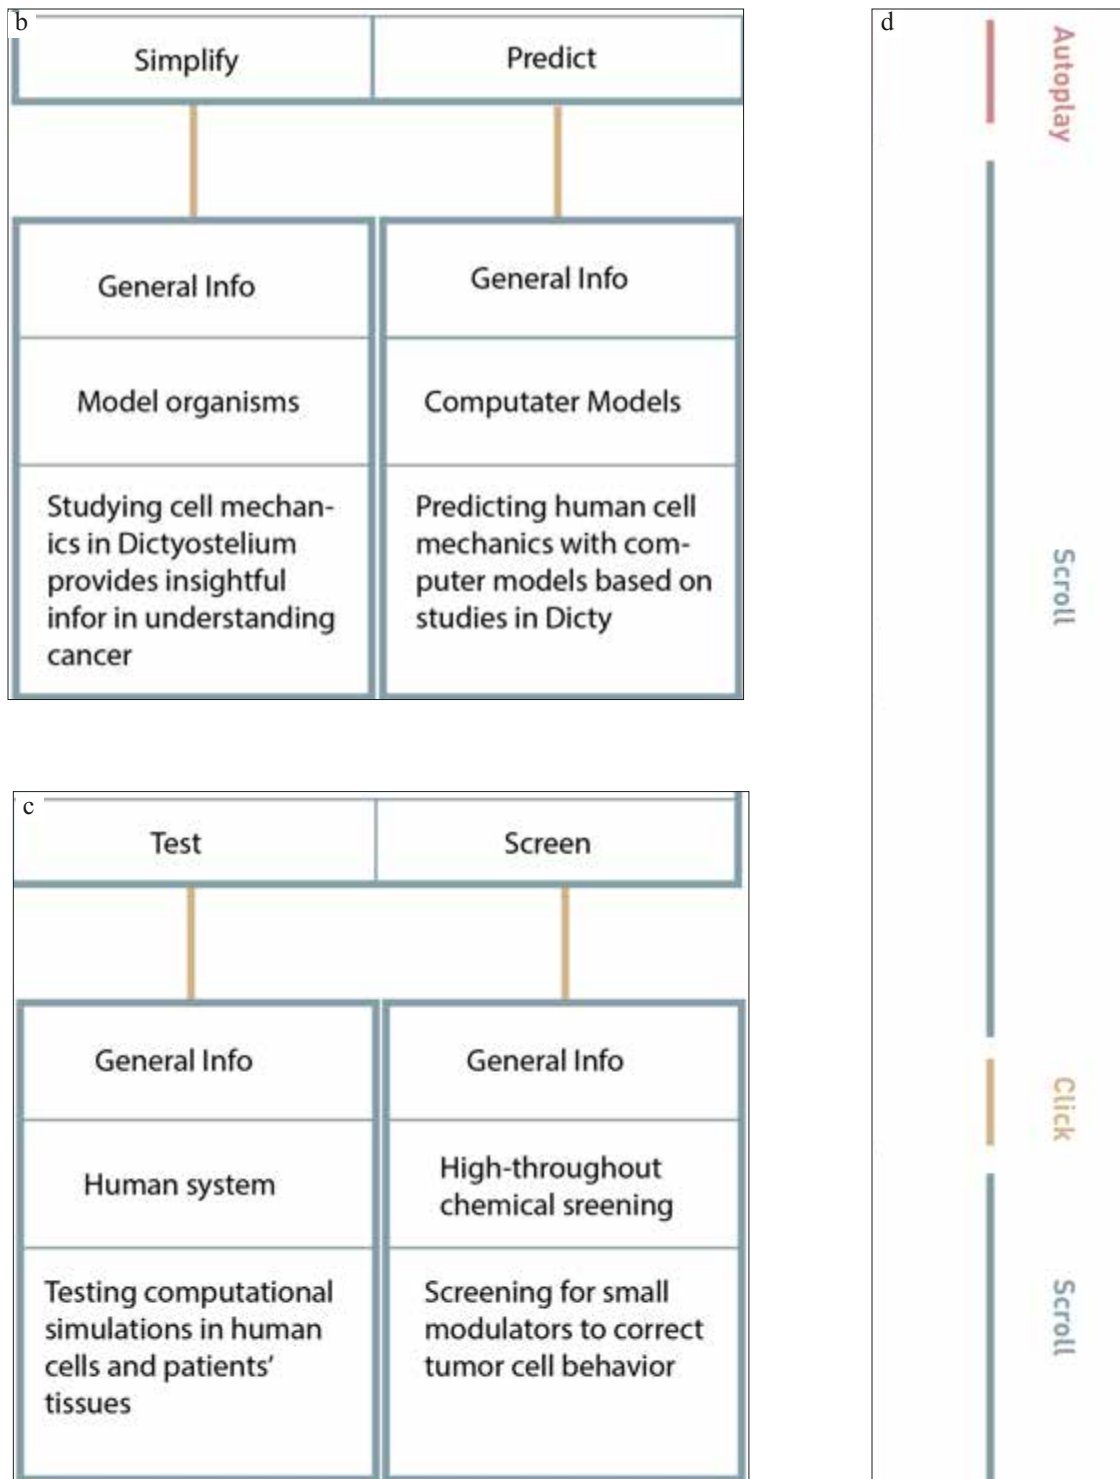 b
Simplify
Predict
General Info
Model organisms
Studying cell mechan-
ics in Dictyostelium
provides insightful
infor in understanding
cancer
General Info
Computater Models
Predicting human cell
mechanics with com-
puter models based on
studies in Dicty
c
Test
Screen
General Info
Human system
Testing computational
simulations in human
cells and patients'
tissues
General Info
High-throughout
chemical sreening
Screening for small
modulators to correct
tumor cell behavior
d
Autoplay
Scroll
Click
Scroll